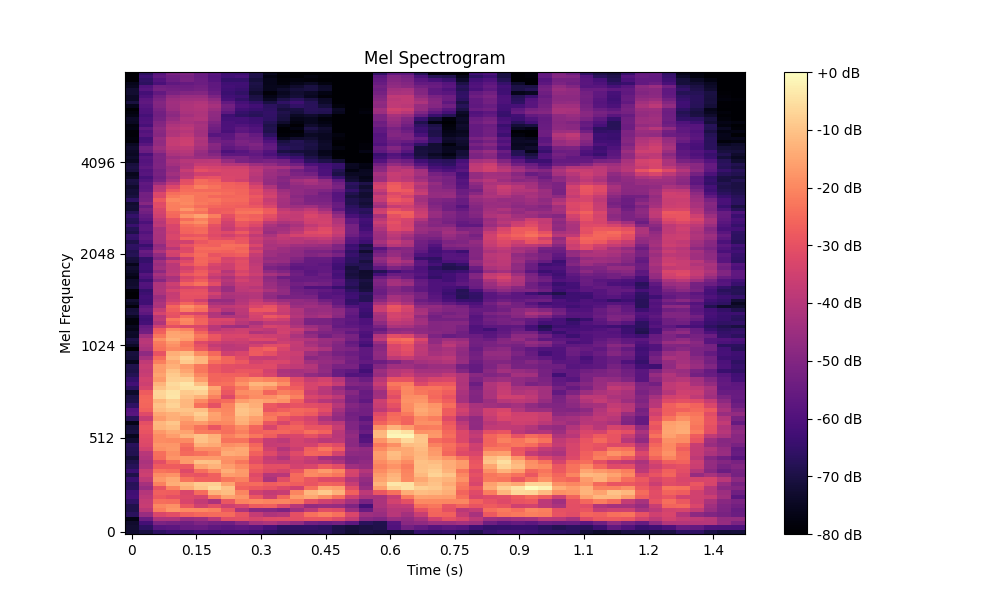 Mel Spectrogram
Mel Frequency
4096
2048
1024
512
0
0 0.15 0.3 0.45 0.6 0.75 0.9 1.1 1.2 1.4
Time (s)
+0 dB
-10 dB
-20 dB
-30 dB
-40 dB
-50 dB
-60 dB
-70 dB
-80 dB